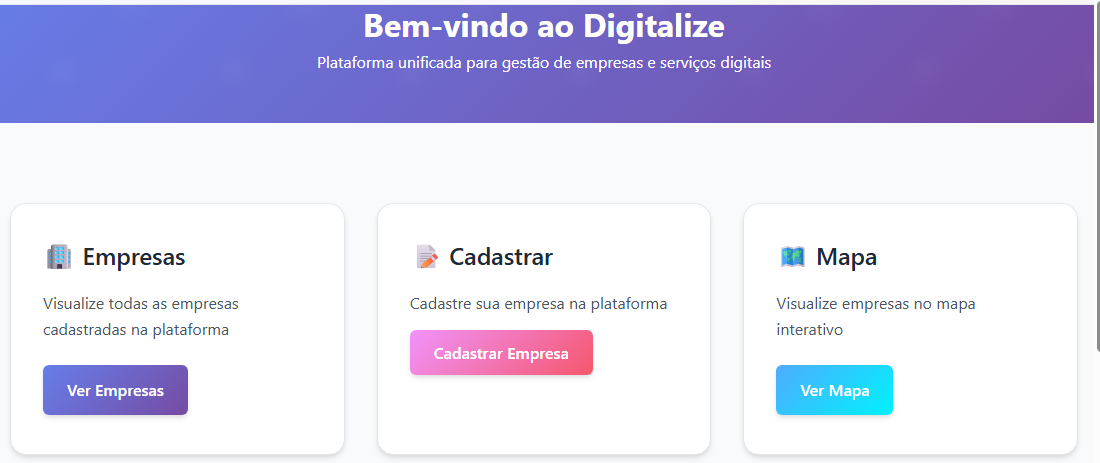 Bem-vindo ao Digitalize
Plataforma unificada para gestão de empresas e serviços digitais
Empresas
Visualize todas as empresas
cadastradas na plataforma
Ver Empresas
Cadastrar
Cadastre sua empresa na plataforma
Cadastrar Empresa
Mapa
Visualize empresas no mapa
interativo
Ver Mapa